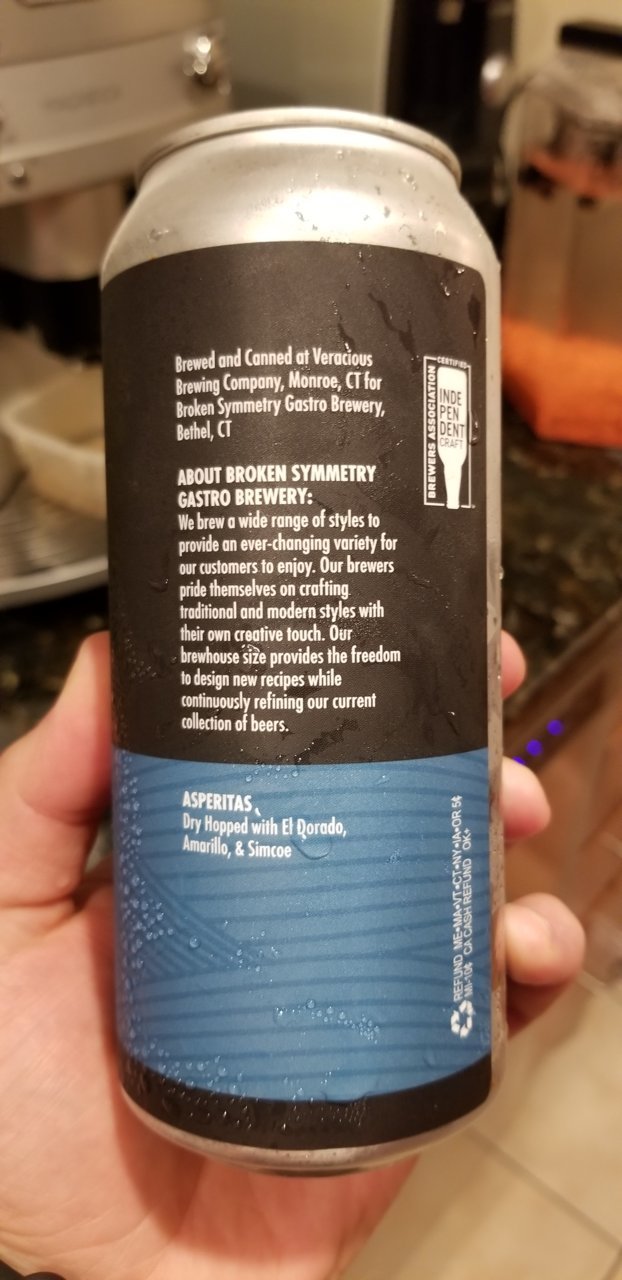 Brewed and Canned at Veracious
Brewing Company, Monroe, CT for
Broken Symmetry Gastro Brewery,
Bethel, CT
ABOUT BROKEN SYMMETRY
GASTRO BREWERY:
We brew a wide range of styles to
provide an ever-changing variety for
our customers to enjoy. Our brewers
pride themselves on crafting
traditional and modern styles with
their own creative touch. Our
brewhouse size provides the freedom
to design new recipes while
continuously refining our current
collection of beers.
CERTIFIED
BREWERS ASSOCIATION
INDE
PEN
DENT
CRAFT
ASPERITAS
Dry Hopped with El Dorado,
Amarillo, & Simcoe
REFUND ME•MA•VT•CT•NY•IA•OR 5¢
MI-10¢ CA CASH REFUND OK+